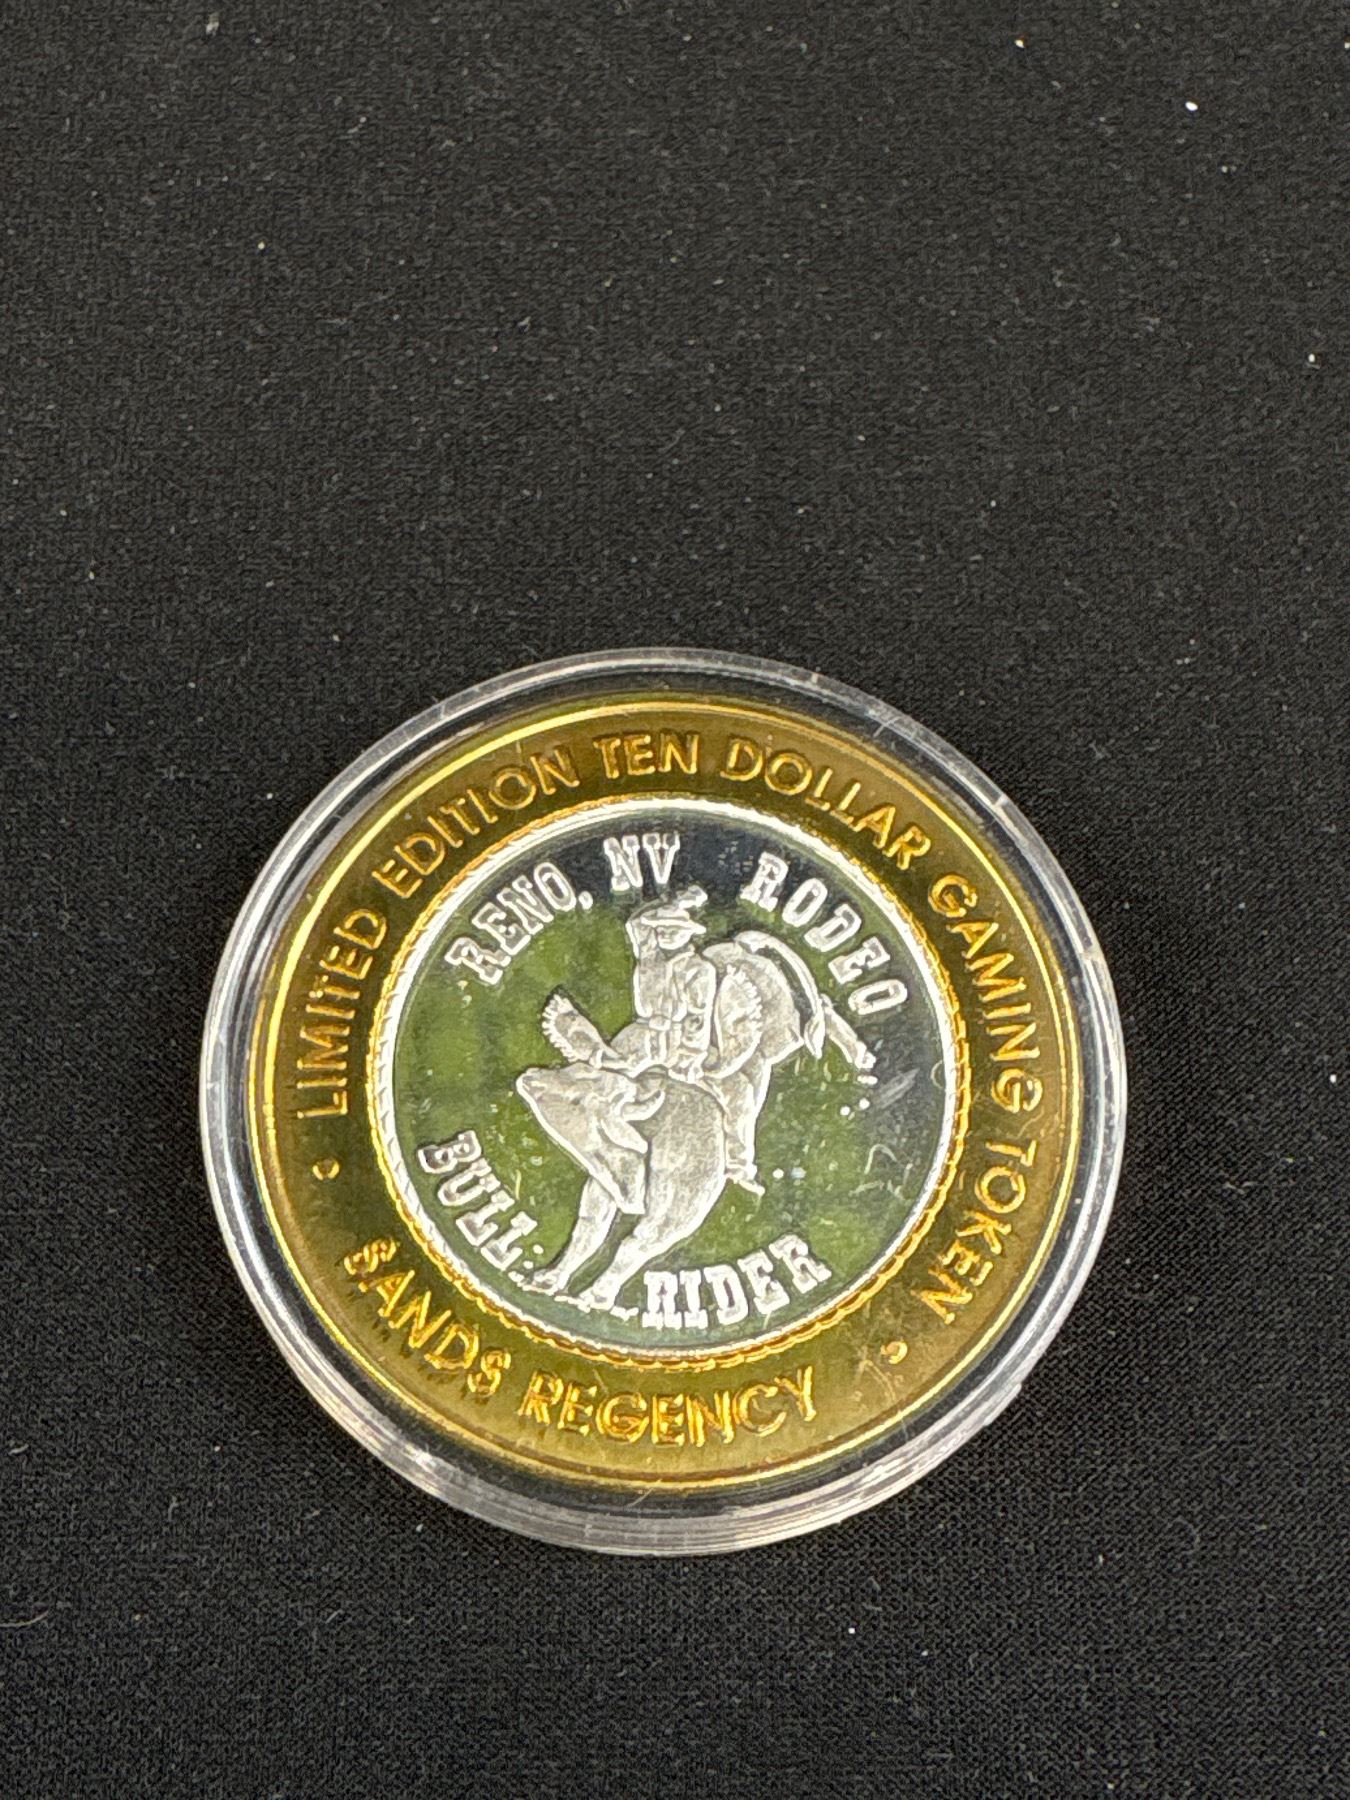 LIMITED EDITION TEN DOLLAR GAMING TOKEN
SANDS REGENCY
RENO, NV RODEO
BULL RIDER